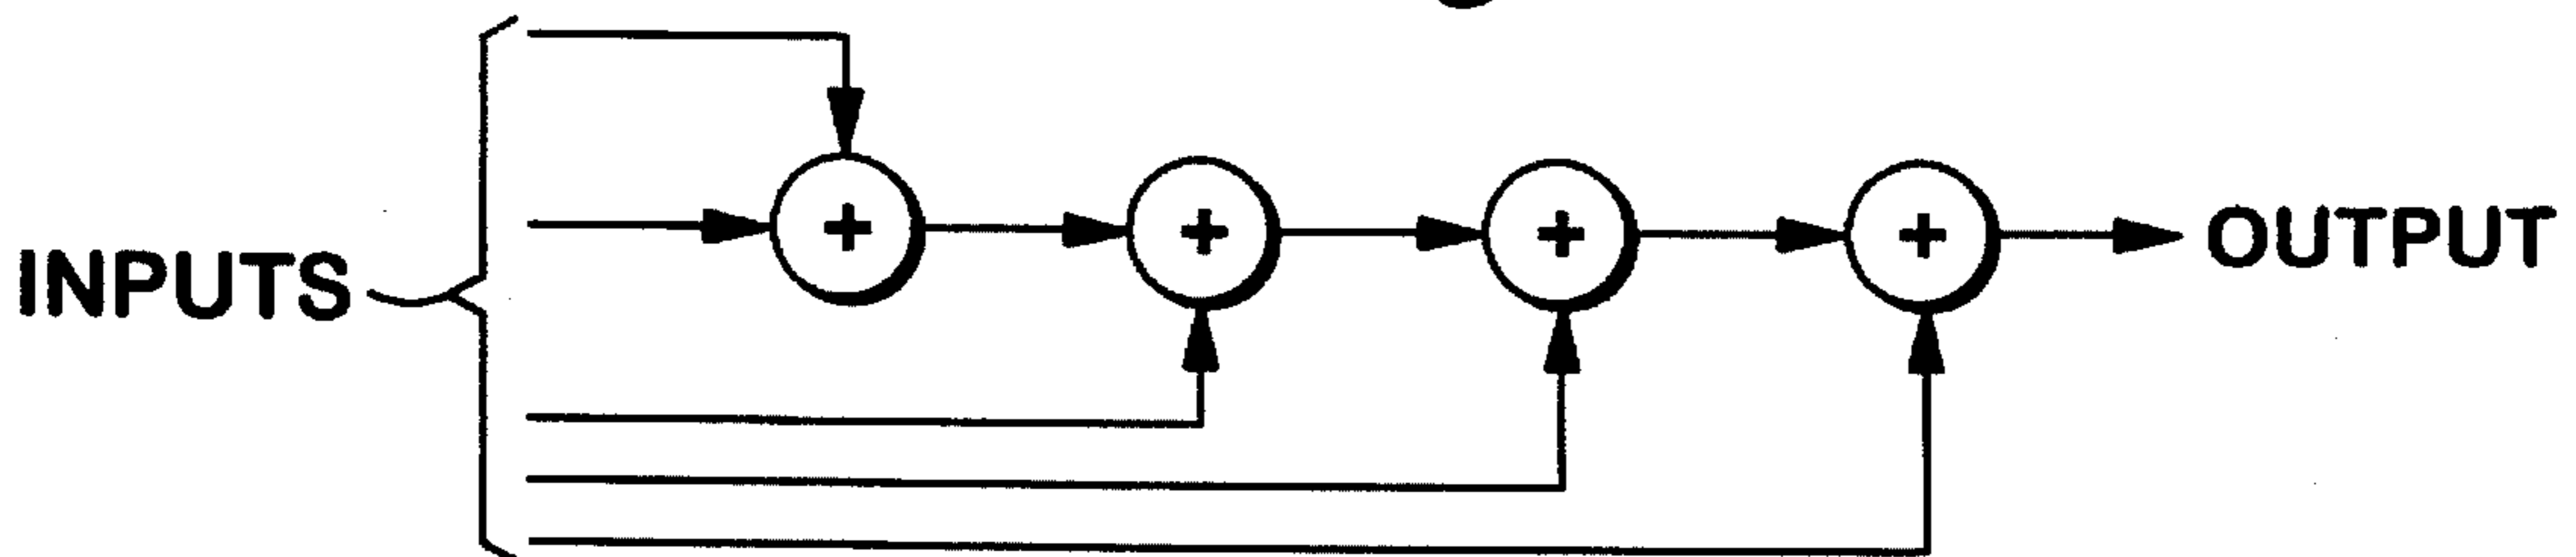 INPUTS
+ + + +
OUTPUT